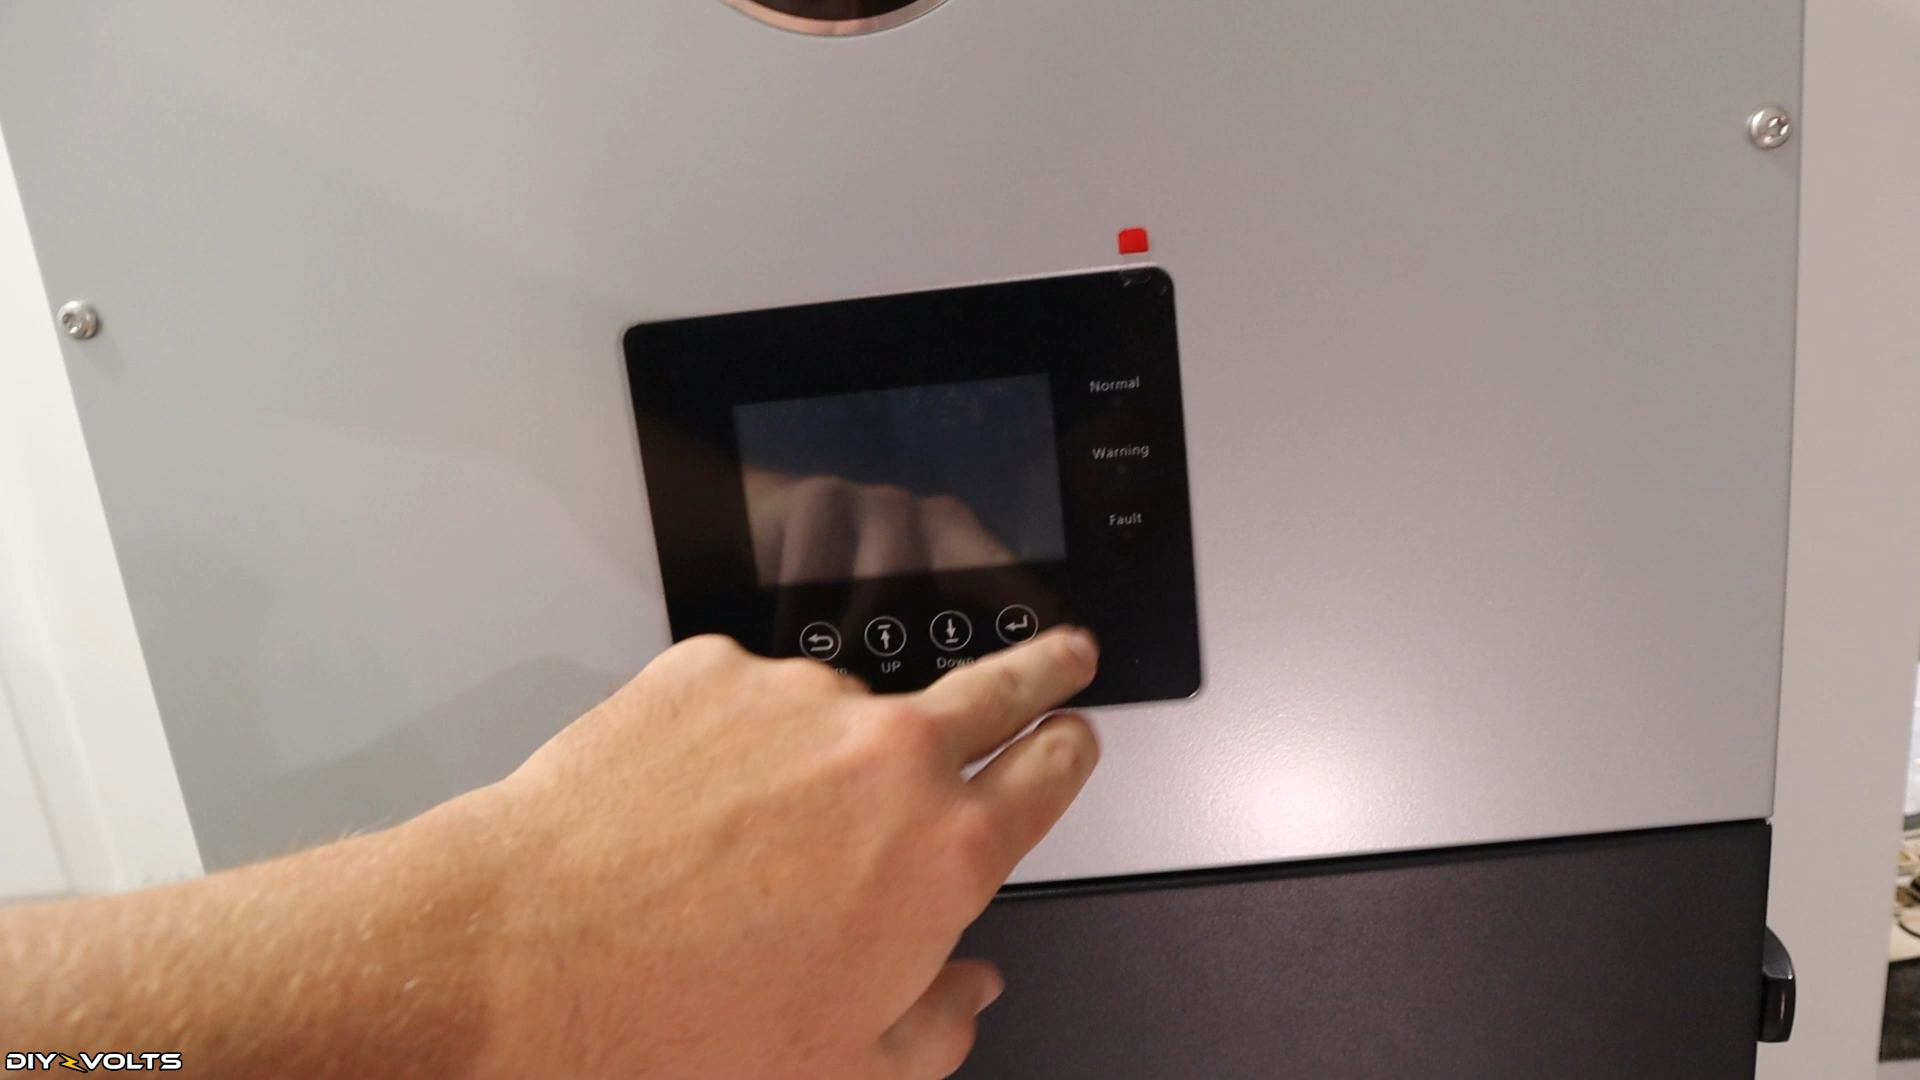 Normal
Warning
Fault
UP
Down
DIY VOLTS